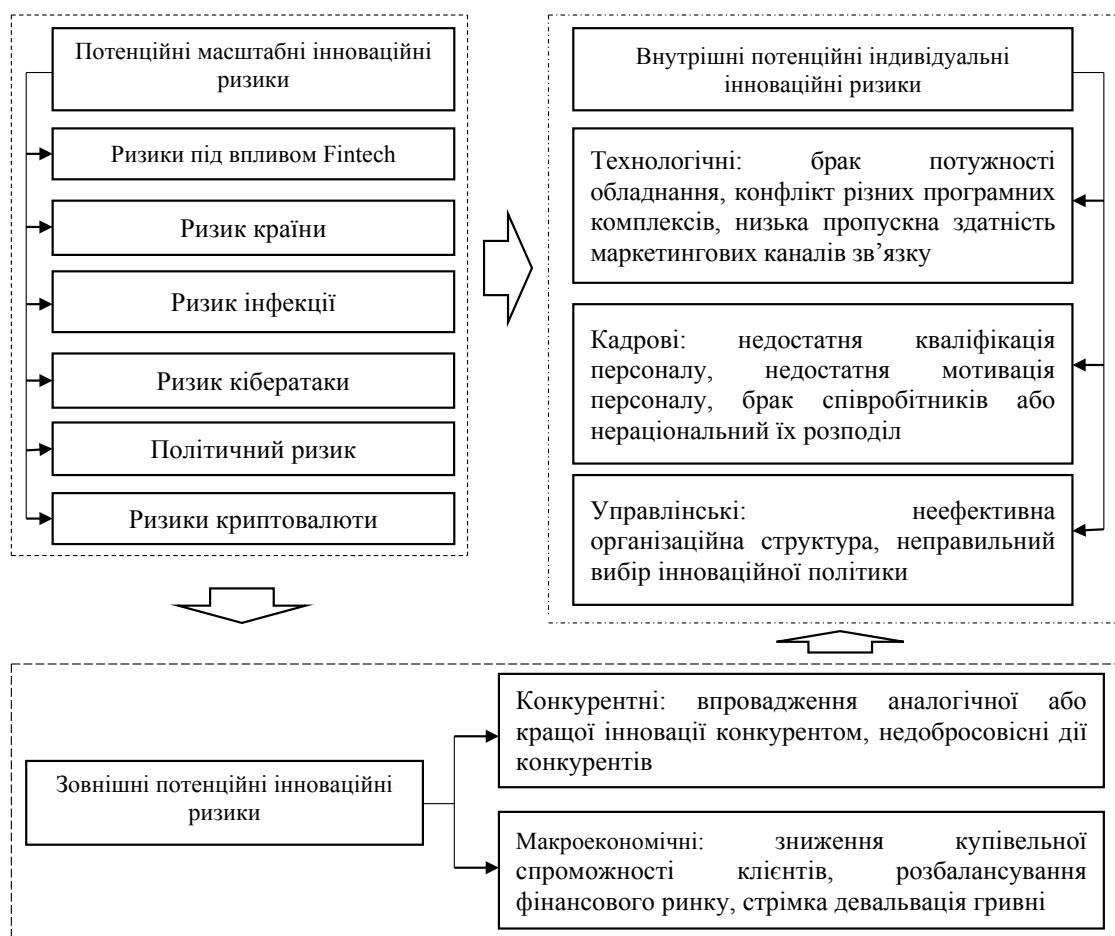 Потенційні масштабні інноваційні
ризики
Ризики під впливом Fintech
Ризик країни
Ризик інфекції
Ризик кібератаки
Політичний ризик
Ризики криптовалюти
Внутрішні потенційні індивідуальні
інноваційні ризики
Технологічні: брак потужності
обладнання, конфлікт різних програмних
комплексів, низька пропускна здатність
маркетингових каналів зв’язку
Кадрові: недостатня кваліфікація
персоналу, недостатня мотивація
персоналу, брак співробітників або
нераціональний їх розподіл
Управлінські: неефективна
організаційна структура, неправильний
вибір інноваційної політики
Зовнішні потенційні інноваційні
ризики
Конкурентні: впровадження аналогічної або
кращої інновації конкурентом, недобросовісні дії
конкурентів
Макроекономічні: зниження купівельної
спроможності клієнтів, розбалансування
фінансового ринку, стрімка девальвація гривні